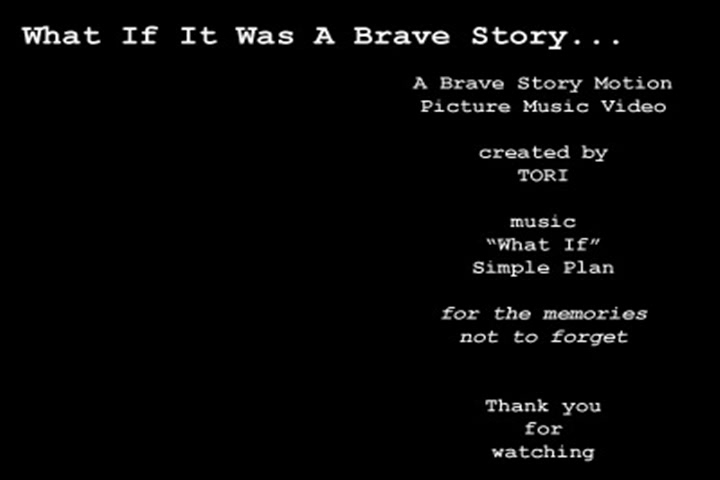 What If It Was A Brave Story...
A Brave Story Motion
Picture Music Video
created by
TORI
music
“What If”
Simple Plan
for the memories
not to forget
Thank you
for
watching